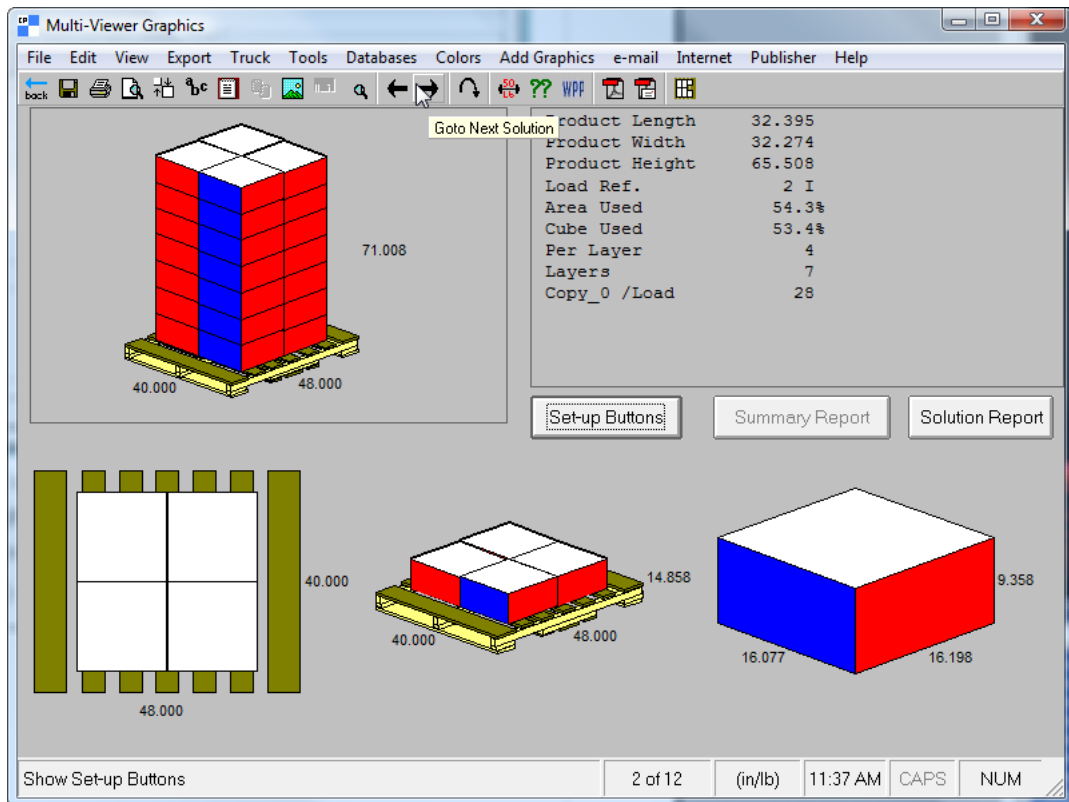 CP
Multi-Viewer Graphics
File Edit View Export Truck Tools Databases Colors Add Graphics e-mail Internet Publisher Help
back abc SO LC ?? WPP
Goto Next Solution
Product Length 32.395
Product Width 32.274
Product Height 65.508
Load Ref. 2 I
Area Used 54.3%
Cube Used 53.4%
Per Layer 4
Layers 7
Copy_0 /Load 28
71.008
40.000
48.000
Set-up Buttons Summary Report Solution Report
40.000
48.000
14.858
40.000
48.000
9.358
16.077
16.198
Show Set-up Buttons 2 of 12 (in/lb) 11:37 AM CAPS NUM